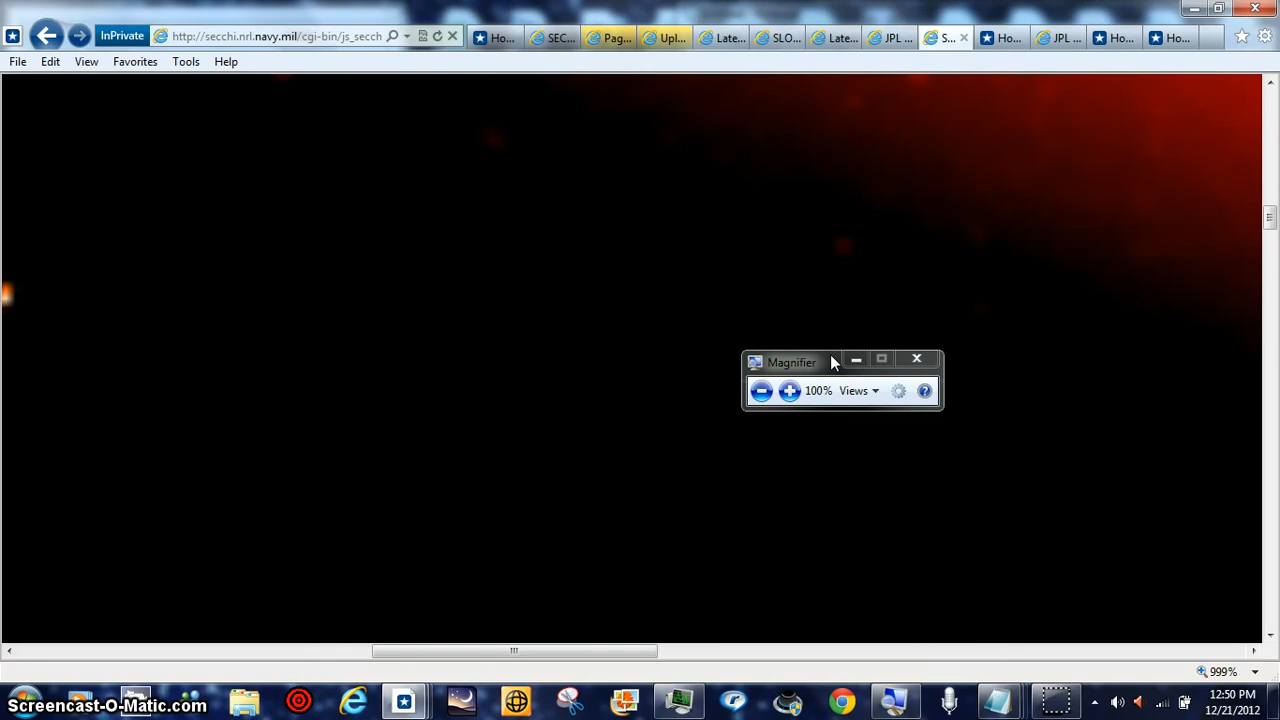 InPrivate http://secchi.nrl.navy.mil/cgi-bin/js_secch Ho... SEC... Pag... Upl... Late... SLO... Late... JPL ... S... Ho... JPL ... Ho... Ho...
File Edit View Favorites Tools Help
Magnifier
100% Views
999%
12:50 PM
Screencast-O-Matic.com
12/21/2012